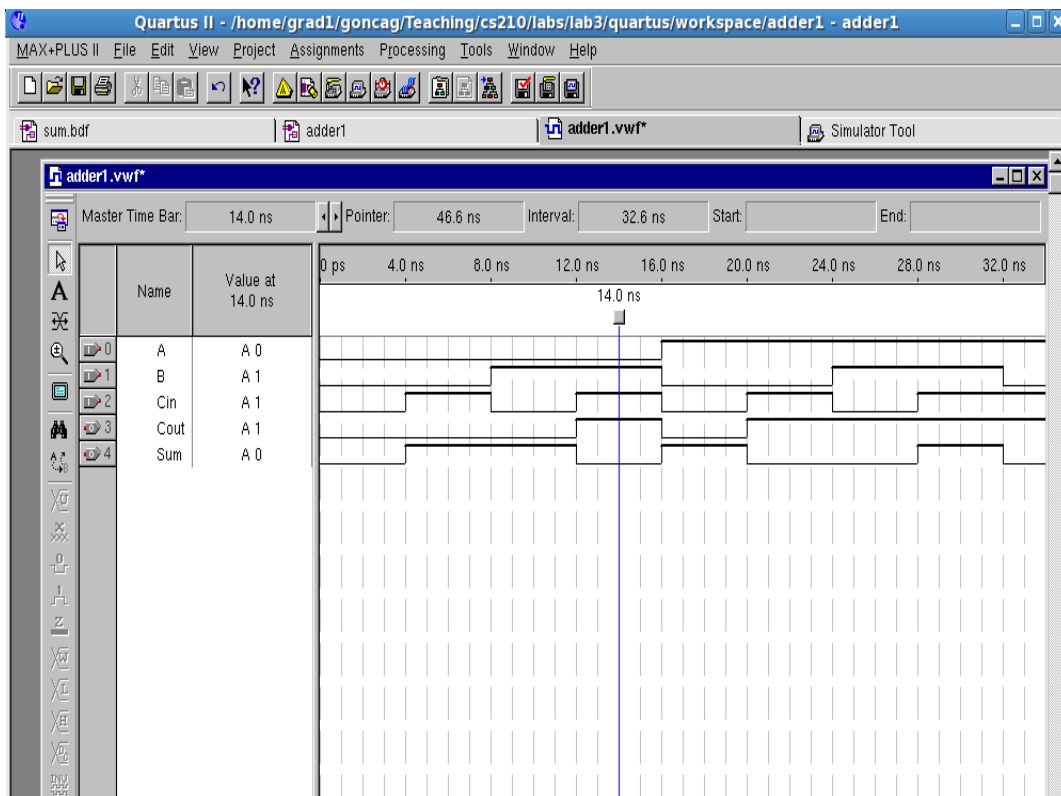 Quartus II - /home/grad1/goncag/Teaching/cs210/labs/lab3/quartus/workspace/adder1 - adder1
MAX+PLUS II File Edit View Project Assignments Processing Tools Window Help
sum.bdf adder1 adder1.vwf* Simulator Tool
adder1.vwf*
Master Time Bar: 14.0 ns Pointer: 46.6 ns Interval: 32.6 ns Start: End:
Name Value at 14.0 ns 0 ps 4.0 ns 8.0 ns 12.0 ns 16.0 ns 20.0 ns 24.0 ns 28.0 ns 32.0 ns
14.0 ns
0 A A 0
1 B A 1
2 Cin A 1
3 Cout A 1
4 Sum A 0